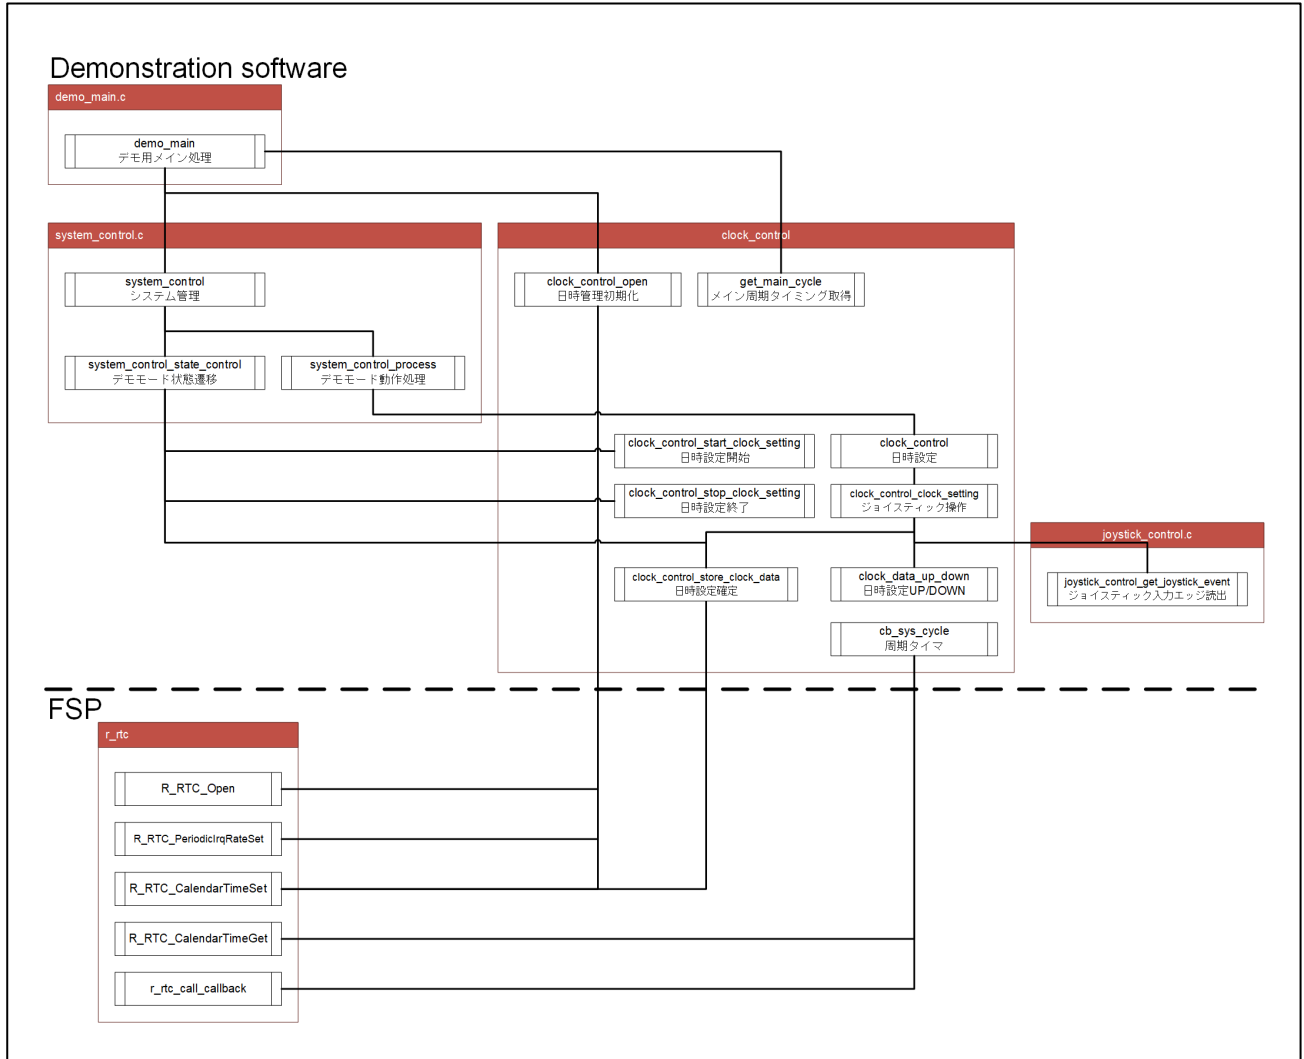 Demonstration software
demo_main.c
demo_main
デモ用メイン処理
system_control.c
clock_control
system_control
システム管理
clock_control_open
日時管理初期化
get_main_cycle
メイン周期タイミング取得
system_control_state_control
デモモード状態遷移
system_control_process
デモモード動作処理
clock_control_start_clock_setting
日時設定開始
clock_control
日時設定
clock_control_stop_clock_setting
日時設定終了
clock_control_clock_setting
ジョイスティック操作
joystick_control.c
clock_control_store_clock_data
日時設定確定
clock_data_up_down
日時設定UP/DOWN
joystick_control_get_joystick_event
ジョイスティック入力エッジ読出
cb_sys_cycle
周期タイマ
FSP
r_rtc
R_RTC_Open
R_RTC_PeriodicIrqRateSet
R_RTC_CalendarTimeSet
R_RTC_CalendarTimeGet
r_rtc_call_callback